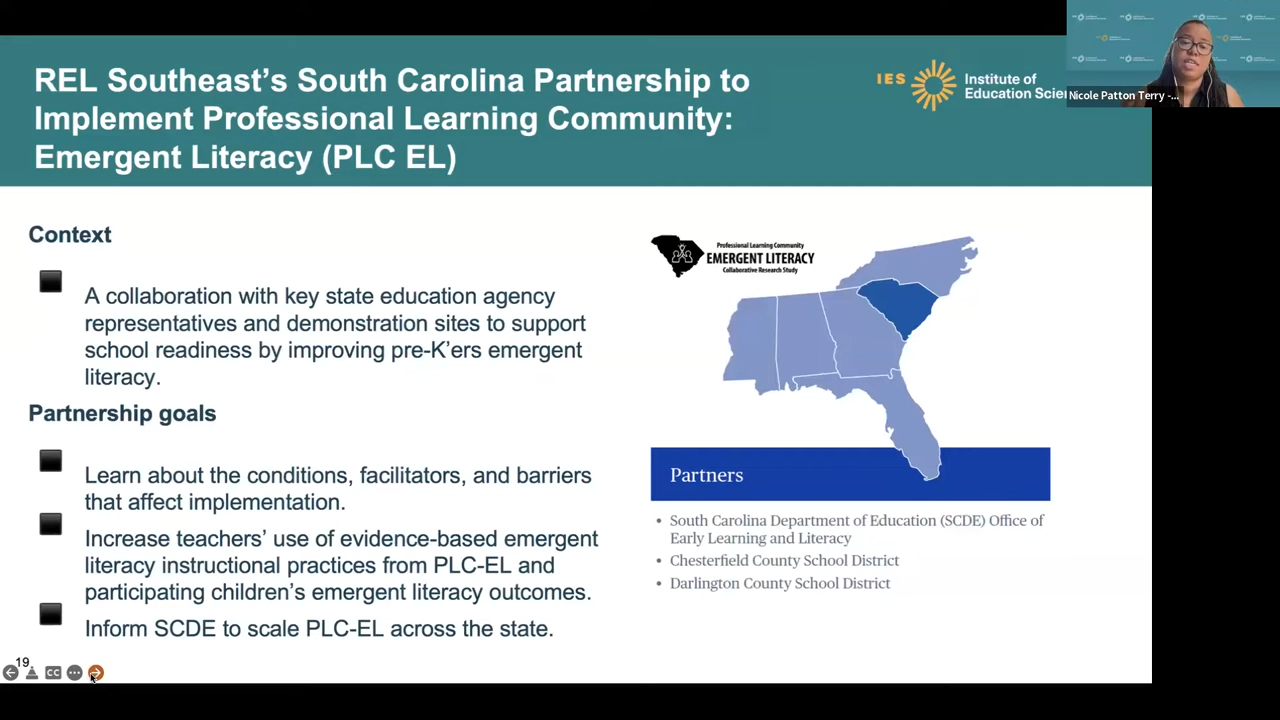 REL Southeast's South Carolina Partnership to
Implement Professional Learning Community:
Emergent Literacy (PLC EL)
IES
Institute of
Education Scien
Nicole Patton Terry -...
Context
A collaboration with key state education agency
representatives and demonstration sites to support
school readiness by improving pre-K'ers emergent
literacy.
Partnership goals
Learn about the conditions, facilitators, and barriers
that affect implementation.
Increase teachers' use of evidence-based emergent
literacy instructional practices from PLC-EL and
participating children's emergent literacy outcomes.
Inform SCDE to scale PLC-EL across the state.
Professional Learning Community
EMERGENT LITERACY
Collaborative Research Study
Partners
• South Carolina Department of Education (SCDE) Office of
Early Learning and Literacy
• Chesterfield County School District
• Darlington County School District
19
CC